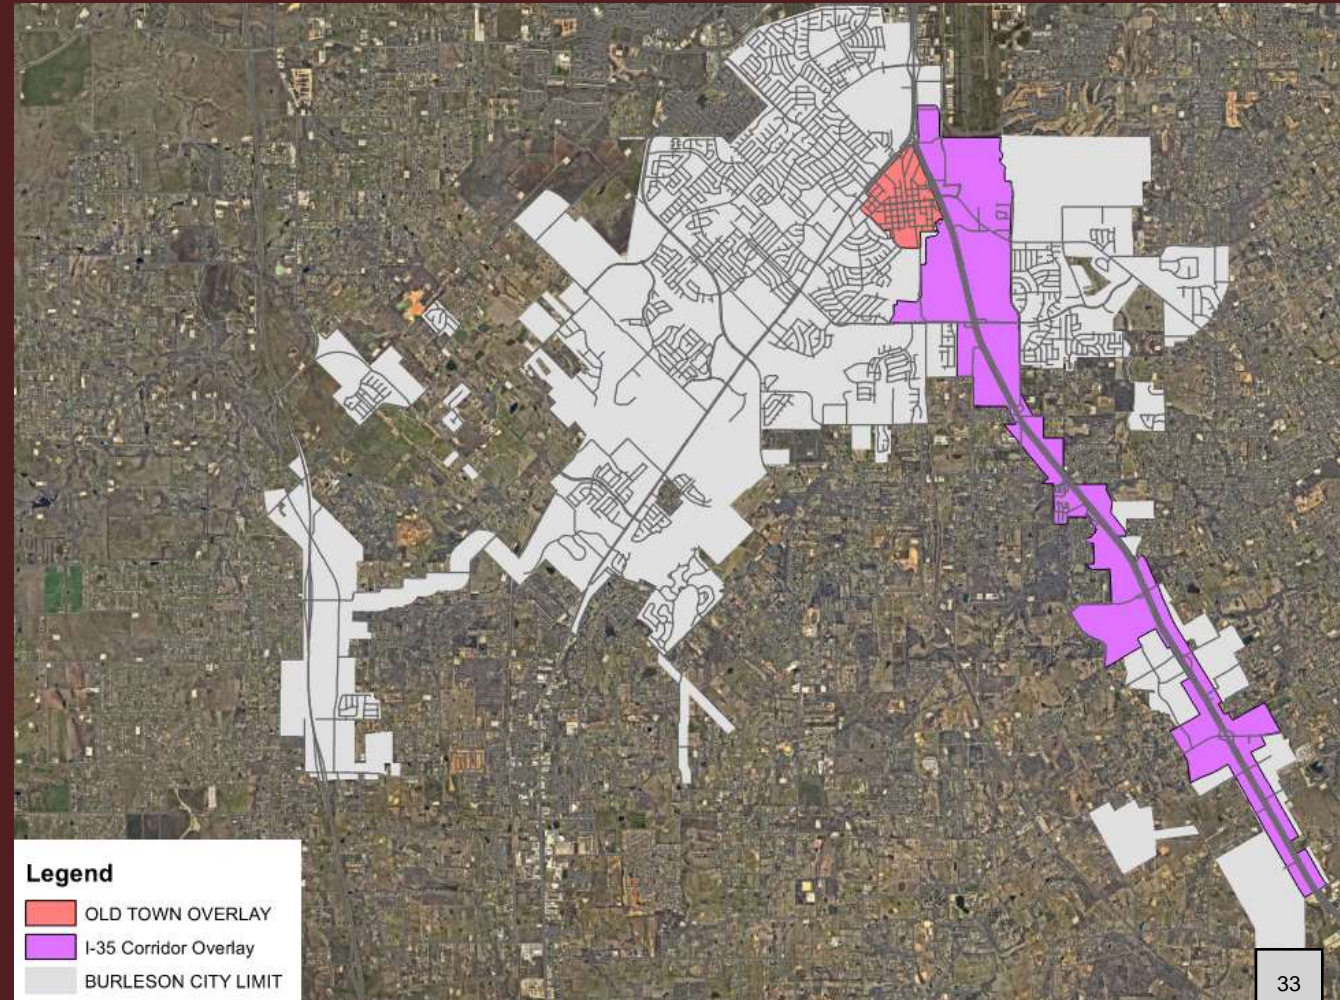 Legend
OLD TOWN OVERLAY
I-35 Corridor Overlay
BURLESON CITY LIMIT
33